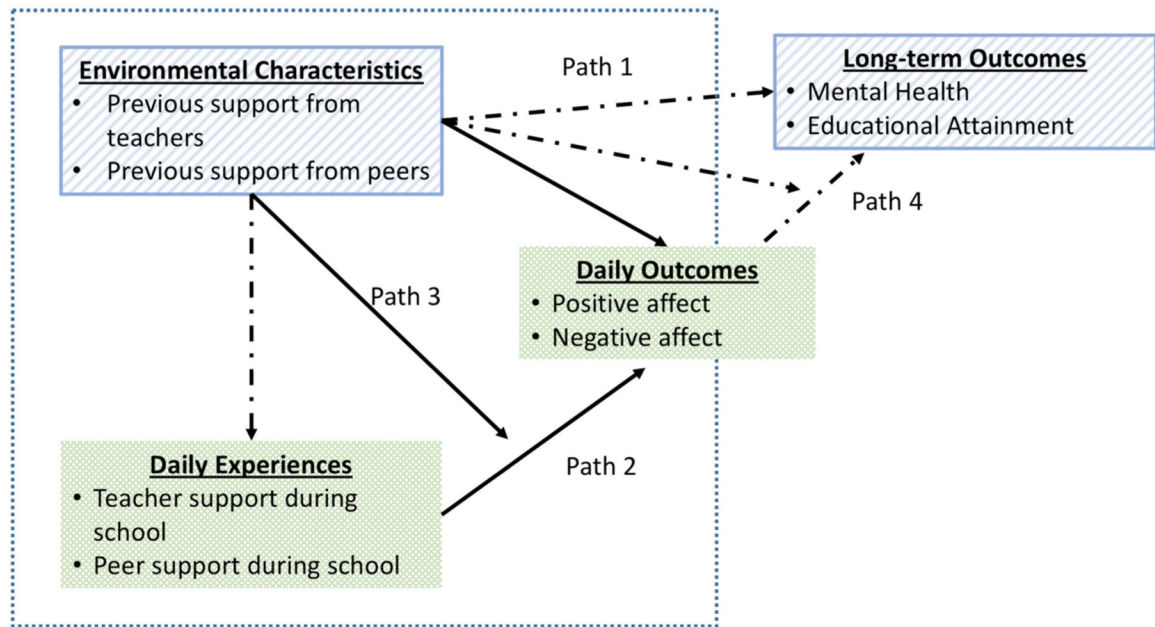 Environmental Characteristics
• Previous support from
teachers
• Previous support from peers
Path 1
Long-term Outcomes
• Mental Health
• Educational Attainment
Path 4
Path 3
Daily Outcomes
• Positive affect
• Negative affect
Path 2
Daily Experiences
• Teacher support during
school
• Peer support during school